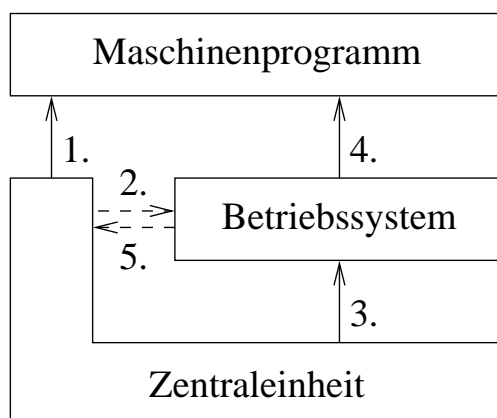 Maschinenprogramm
1.
4.
2.
Betriebssystem
5.
3.
Zentraleinheit